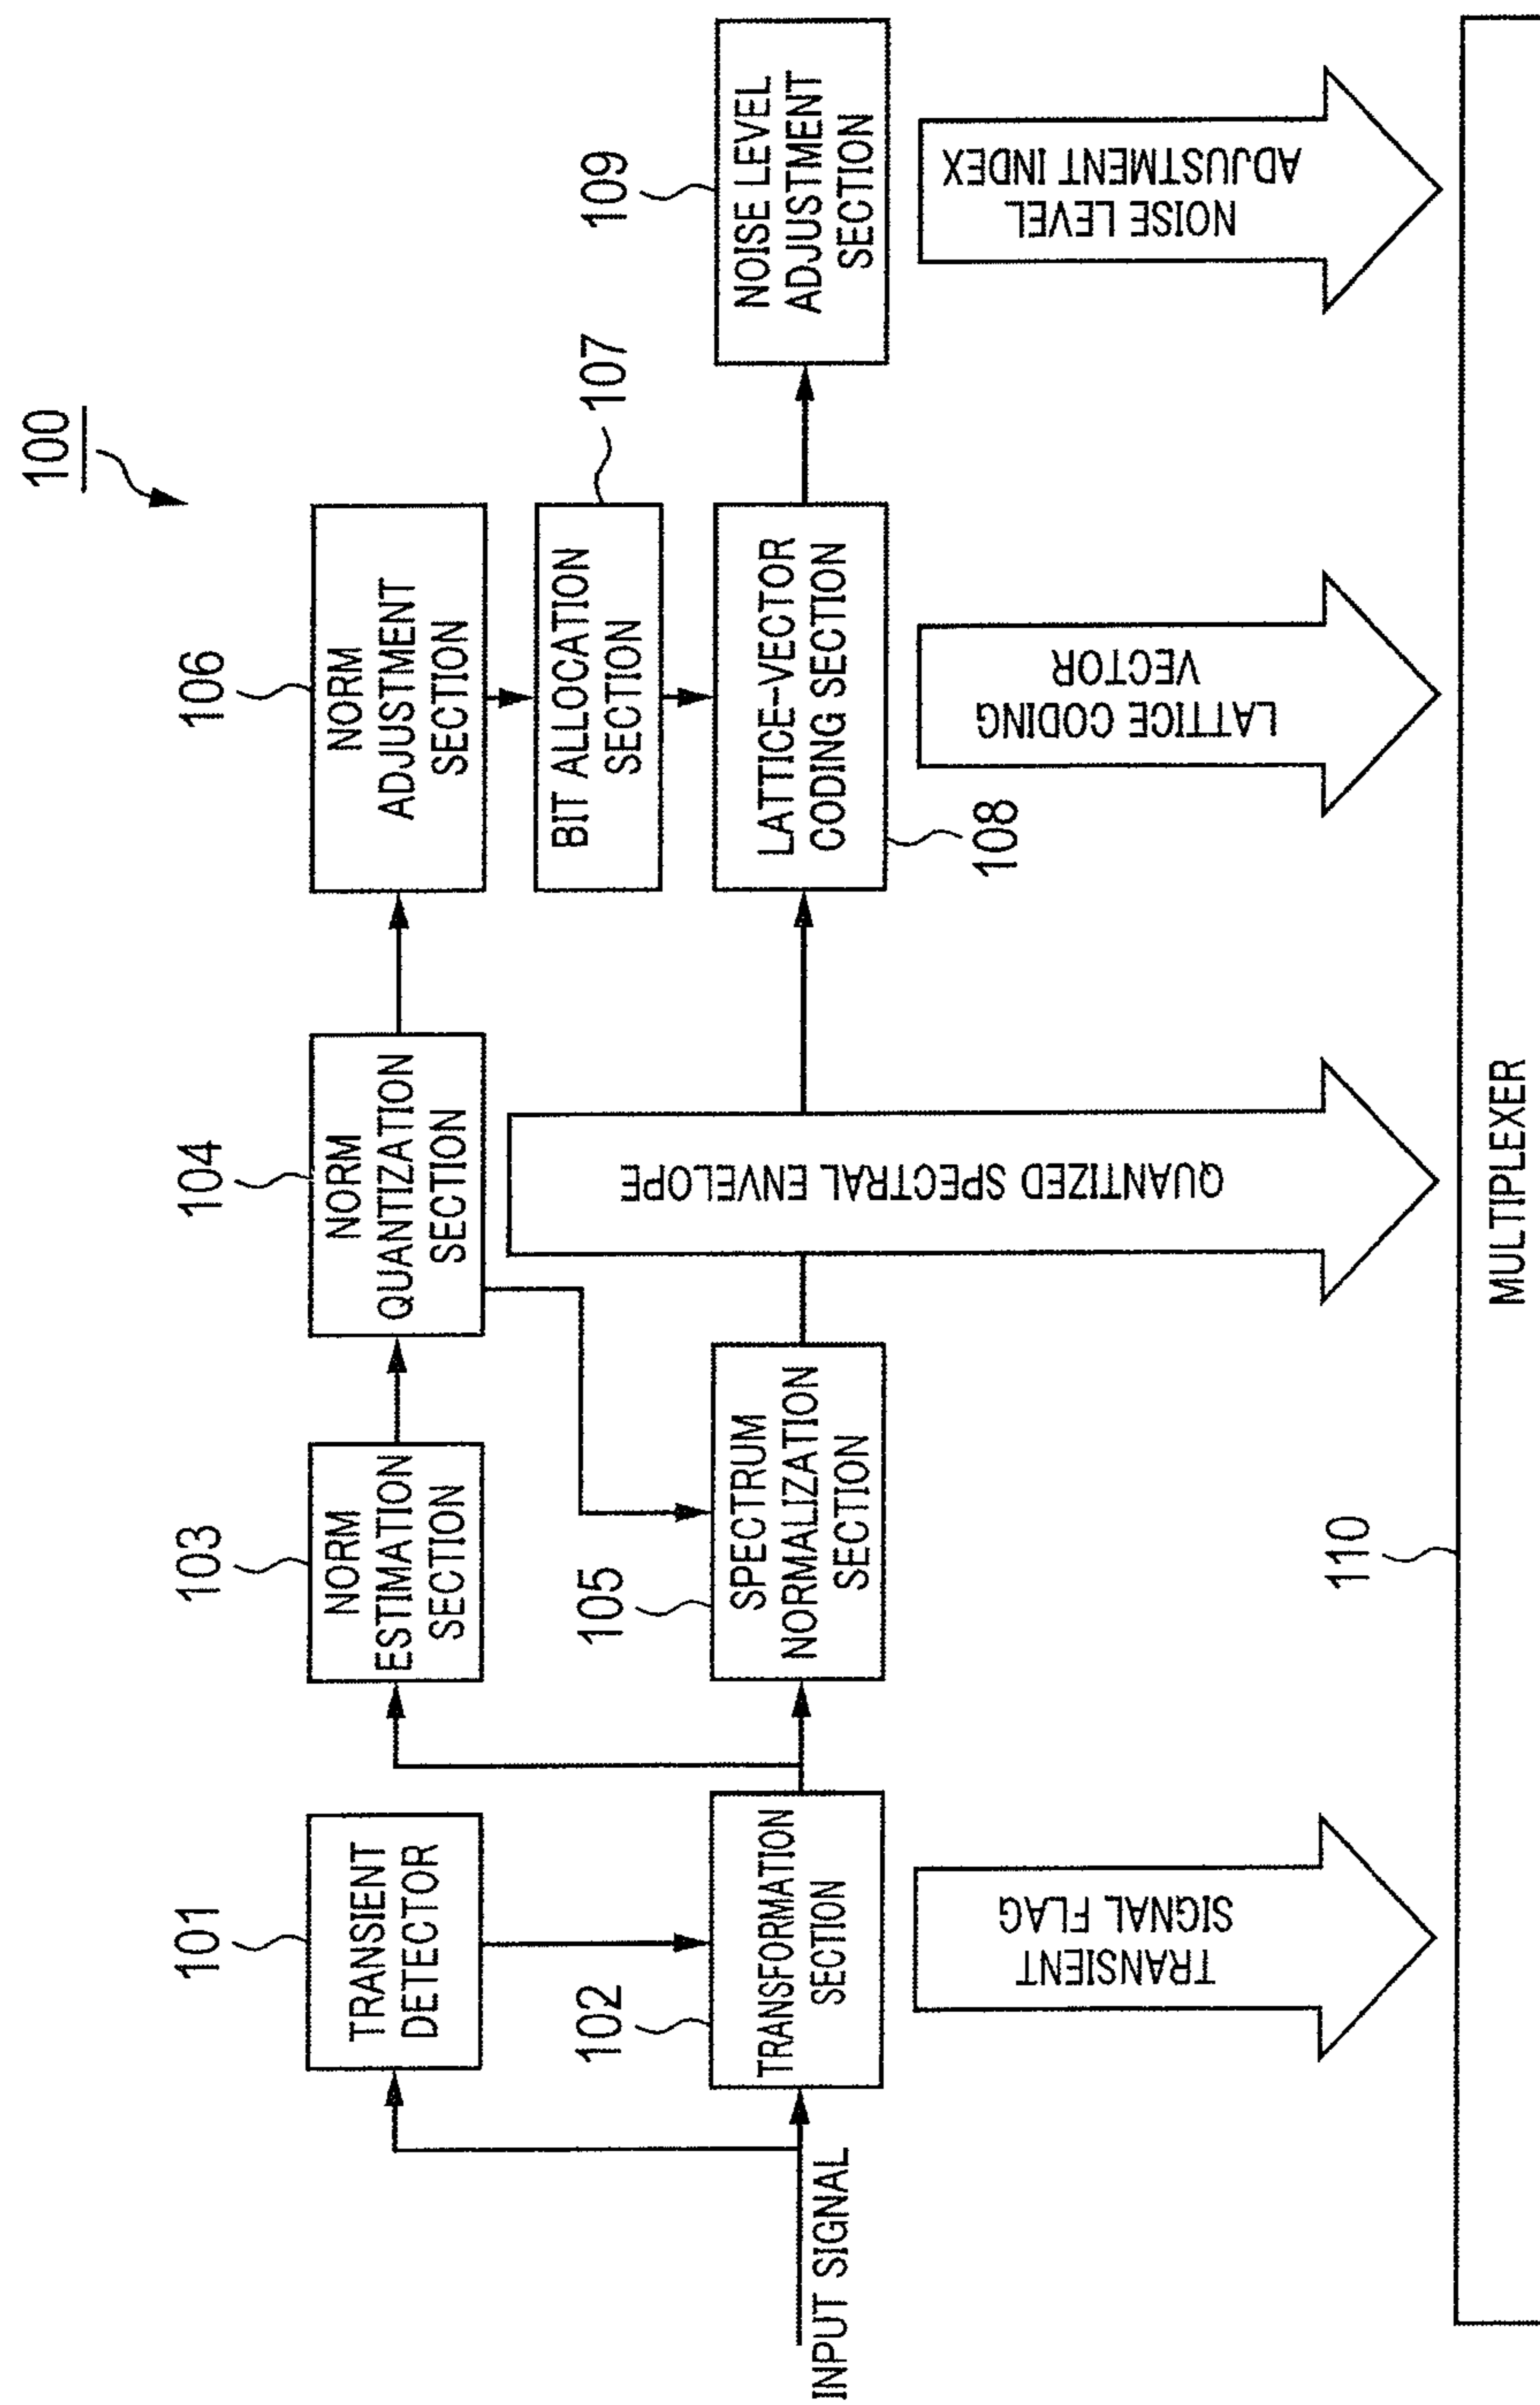 100
101
TRANSIENT
DETECTOR
103
NORM
ESTIMATION
SECTION
104
NORM
QUANTIZATION
SECTION
106
NORM
ADJUSTMENT
SECTION
107
BIT ALLOCATION
SECTION
INPUT SIGNAL
102
TRANSFORMATION
SECTION
105
SPECTRUM
NORMALIZATION
SECTION
LATTICE-VECTOR
CODING SECTION
108
109
NOISE LEVEL
ADJUSTMENT
SECTION
TRANSIENT
SIGNAL FLAG
QUANTIZED SPECTRAL ENVELOPE
LATTICE CODING
VECTOR
NOISE LEVEL
ADJUSTMENT INDEX
110
MULTIPLEXER